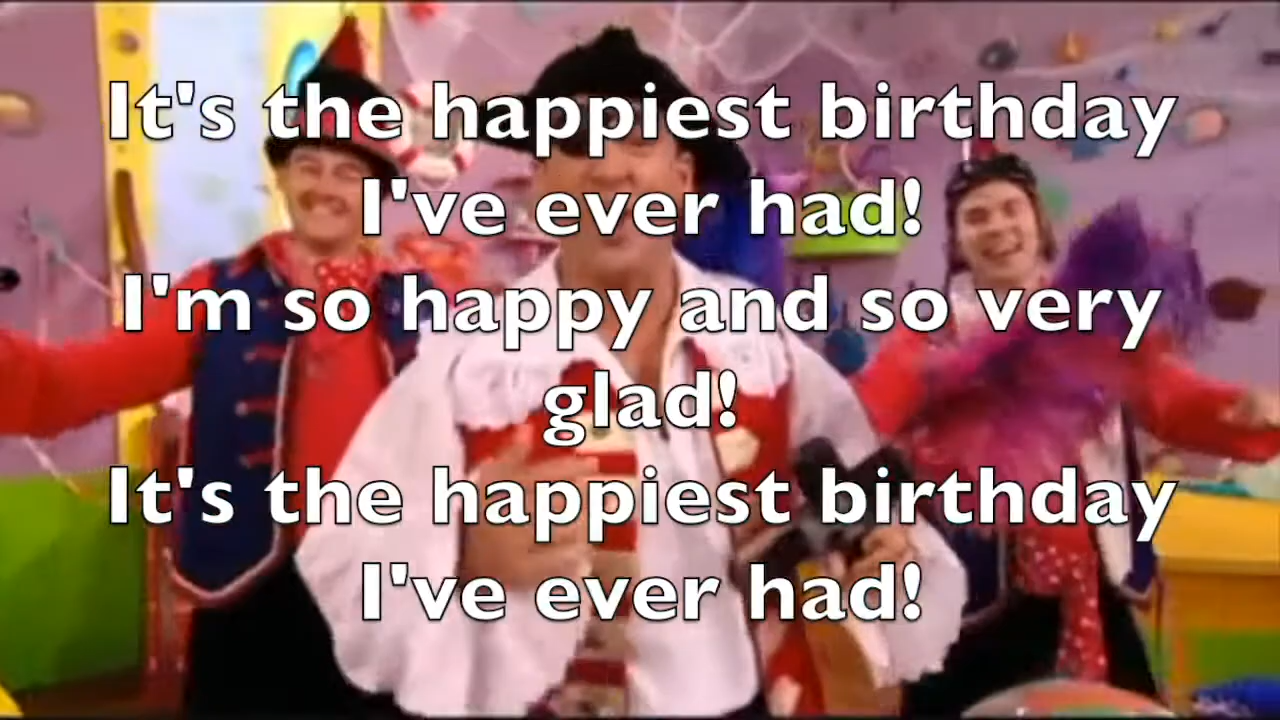 It's the happiest birthday
I've ever had!
I'm so happy and so very
glad!
It's the happiest birthday
I've ever had!